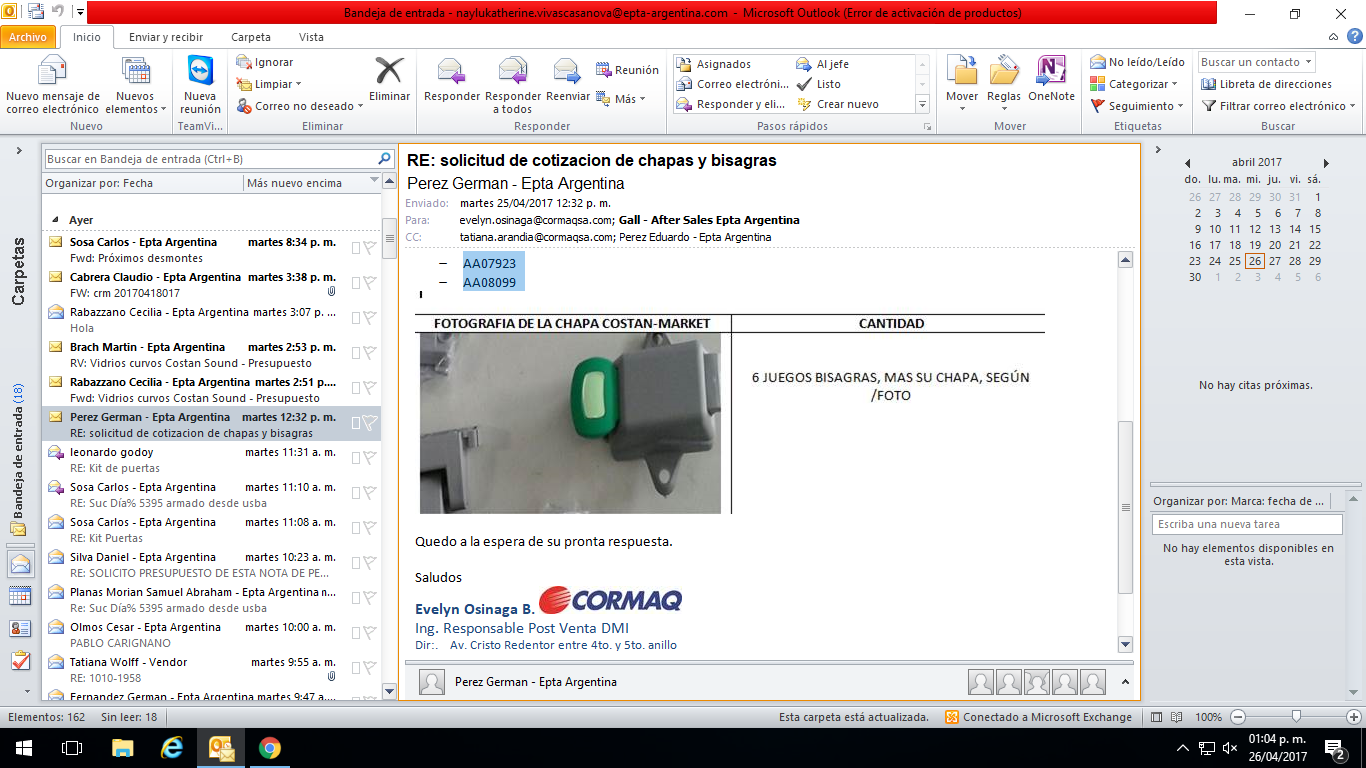 Bandeja de entrada - naylukatherine.vivascasanova@epta-argentina.com - Microsoft Outlook (Error de activación de productos)
Archivo Inicio Enviar y recibir Carpeta Vista
Nuevo mensaje de correo electrónico
Nuevos elementos
Nuevo
Nueva reunión
TeamVi...
Ignorar
Limpiar
Correo no deseado
Eliminar
Eliminar
Responder
Responder a todos
Reenviar
Reunión
Más
Responder
Asignados
Correo electróni...
Responder y eli...
Al jefe
Listo
Crear nuevo
Pasos rápidos
Mover
Reglas
OneNote
Mover
No leído/Leído
Categorizar
Seguimiento
Etiquetas
Buscar un contacto
Libreta de direcciones
Filtrar correo electrónico
Buscar
Carpetas
Bandeja de entrada (18)
Buscar en Bandeja de entrada (Ctrl+B)
Organizar por: Fecha Más nuevo encima
Ayer
Sosa Carlos - Epta Argentina martes 8:34 p. m.
Fwd: Próximos desmontes
Cabrera Claudio - Epta Argentina martes 3:38 p. m.
FW: crm 20170418017
Rabazzano Cecilia - Epta Argentina martes 3:07 p. ...
Hola
Brach Martin - Epta Argentina martes 2:53 p. m.
RV: Vidrios curvos Costan Sound - Presupuesto
Rabazzano Cecilia - Epta Argentina martes 2:51 p....
Fwd: Vidrios curvos Costan Sound - Presupuesto
Perez German - Epta Argentina martes 12:32 p. m.
RE: solicitud de cotizacion de chapas y bisagras
leonardo godoy martes 11:31 a. m.
RE: Kit de puertas
Sosa Carlos - Epta Argentina martes 11:10 a. m.
RE: Suc Día% 5395 armado desde usba
Sosa Carlos - Epta Argentina martes 11:08 a. m.
RE: Kit Puertas
Silva Daniel - Epta Argentina martes 10:23 a. m.
RE: SOLICITO PRESUPUESTO DE ESTA NOTA DE PE...
Planas Morian Samuel Abraham - Epta Argentina m...
Re: Suc Día% 5395 armado desde usba
Olmos Cesar - Epta Argentina martes 10:00 a. m.
PABLO CARIGNANO
Tatiana Wolff - Vendor martes 9:55 a. m.
RE: 1010-1958
Fernandez German - Epta Argentina martes 9:47 a....
RE: solicitud de cotizacion de chapas y bisagras
Perez German - Epta Argentina
Enviado: martes 25/04/2017 12:32 p. m.
Para: evelyn.osinaga@cormaqsa.com; Gall - After Sales Epta Argentina
CC: tatiana.arandia@cormaqsa.com; Perez Eduardo - Epta Argentina
– AA07923
– AA08099
FOTOGRAFIA DE LA CHAPA COSTAN-MARKET CANTIDAD
6 JUEGOS BISAGRAS, MAS SU CHAPA, SEGÚN
/FOTO
Quedo a la espera de su pronta respuesta.
Saludos
Evelyn Osinaga B. CORMAQ
Ing. Responsable Post Venta DMI
Dir:. Av. Cristo Redentor entre 4to. y 5to. anillo
Perez German - Epta Argentina
abril 2017
do. lu. ma. mi. ju. vi. sá.
26 27 28 29 30 31 1
2 3 4 5 6 7 8
9 10 11 12 13 14 15
16 17 18 19 20 21 22
23 24 25 26 27 28 29
30 1 2 3 4 5 6
No hay citas próximas.
Organizar por: Marca: fecha de ...
Escriba una nueva tarea
No hay elementos disponibles en
esta vista.
Elementos: 162 Sin leer: 18 Esta carpeta está actualizada. Conectado a Microsoft Exchange 100%
01:04 p. m.
26/04/2017
2